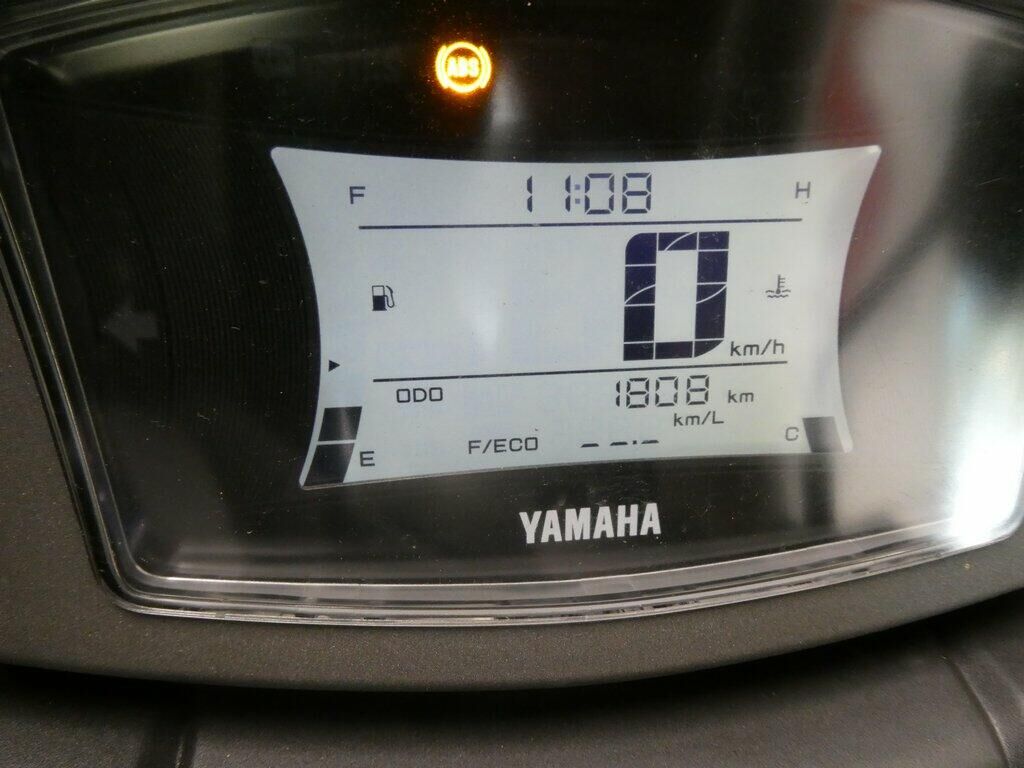 ABS
F 11:08 H
0 km/h
ODO 1808 km
km/L
F/ECO
E C
YAMAHA